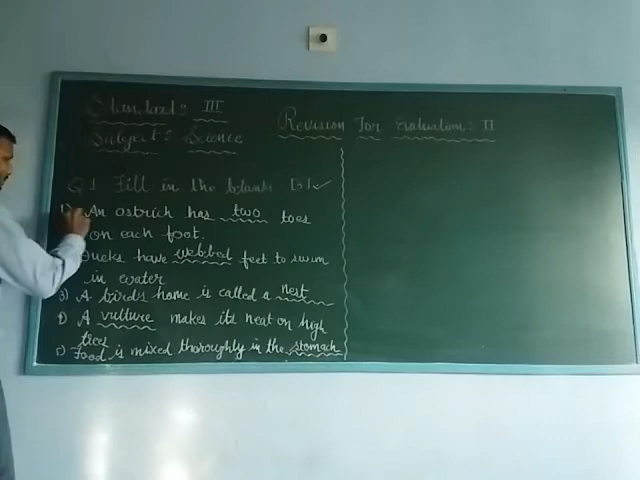 Standard: III
Subject: Science
Revision For Evaluation: II
Q.1 Fill in the blanks [5] ✓
1) An ostrich has two toes
on each foot.
Ducks have webbed feet to swim
in water
3) A bird's home is called a nest
4) A vulture makes its neat on high
trees
5) Food is mixed thoroughly in the stomach